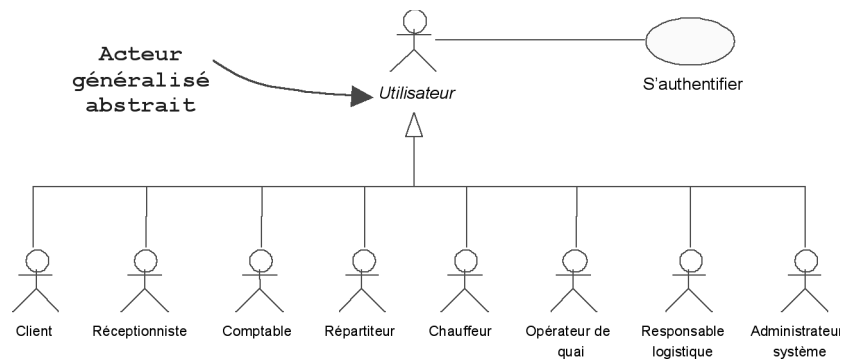 Acteur
généralisé
abstrait
Utilisateur
S'authentifier
Client
Réceptionniste
Comptable
Répartiteur
Chauffeur
Opérateur de
quai
Responsable
logistique
Administrateur
système